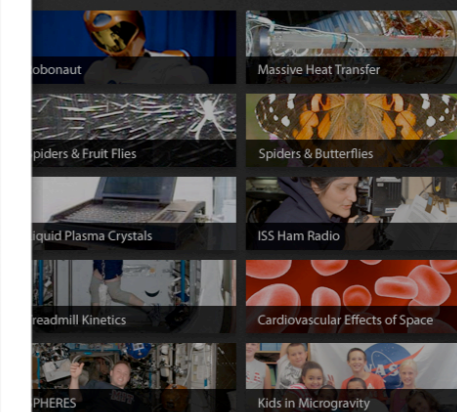 obonaut
Massive Heat Transfer
piders & Fruit Flies
Spiders & Butterflies
iquid Plasma Crystals
ISS Ham Radio
readmill Kinetics
Cardiovascular Effects of Space
PHERES
NASA
Kids in Microgravity